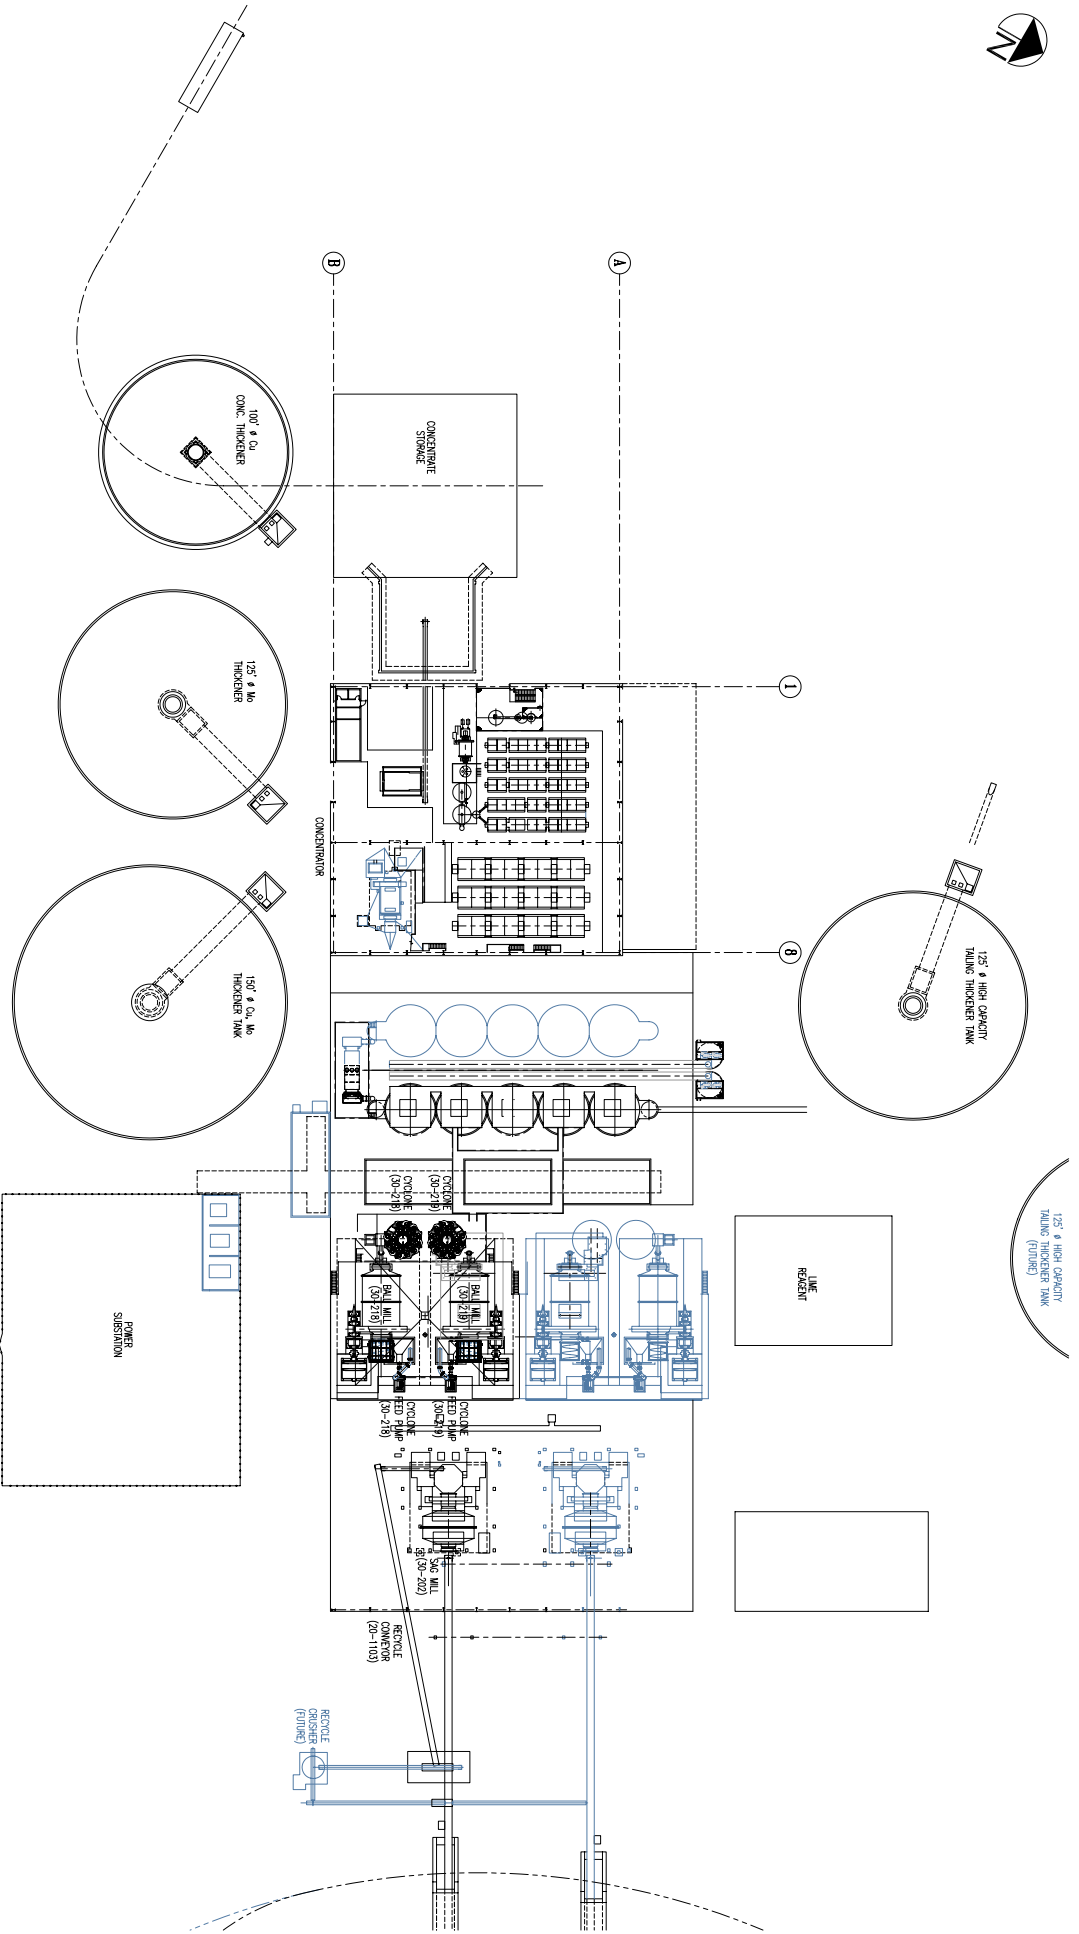 N
B
A
100' ø Cu
CONC. THICKENER
CONCENTRATE
STORAGE
125' ø Mo
THICKENER
1
CONCENTRATOR
8
150' ø Cu, Mo
THICKENER TANK
125' ø HIGH CAPACITY
TAILING THICKENER TANK
125' ø HIGH CAPACITY
TAILING THICKENER TANK
(FUTURE)
CYCLONE
(30-219)
CYCLONE
(30-218)
BALL MILL
(30-219)
BALL MILL
(30-218)
LIME
REAGENT
POWER
SUBSTATION
CYCLONE
FEED PUMP
(30-219)
CYCLONE
FEED PUMP
(30-218)
SAG MILL
(30-202)
RECYCLE
CONVEYOR
(20-1103)
RECYCLE
CRUSHER
(FUTURE)